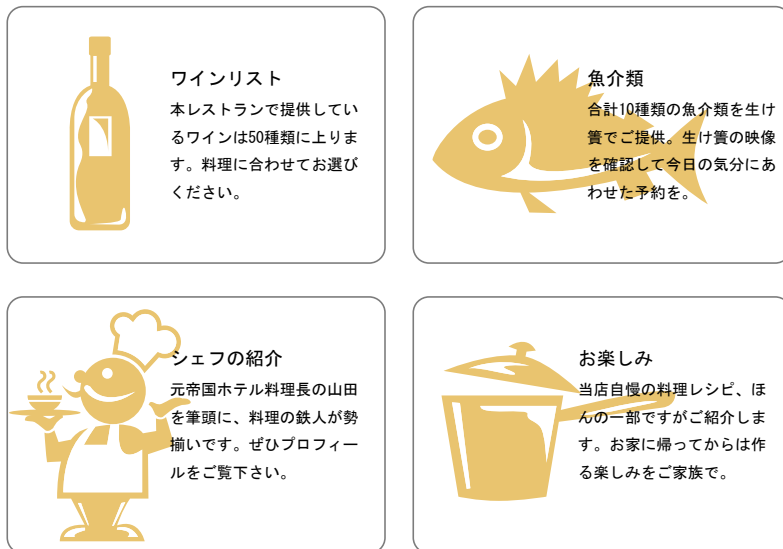 ワインリスト
本レストランで提供してい
るワインは50種類に上りま
す。料理に合わせてお選び
ください。
魚介類
合計10種類の魚介類を生け
簀でご提供。生け簀の映像
を確認して今日の気分にあ
わせた予約を。
シェフの紹介
元帝国ホテル料理長の山田
を筆頭に、料理の鉄人が勢
揃いです。ぜひプロフィー
ルをご覧下さい。
お楽しみ
当店自慢の料理レシピ、ほ
んの一部ですがご紹介しま
す。お家に帰ってからは作
る楽しみをご家族で。